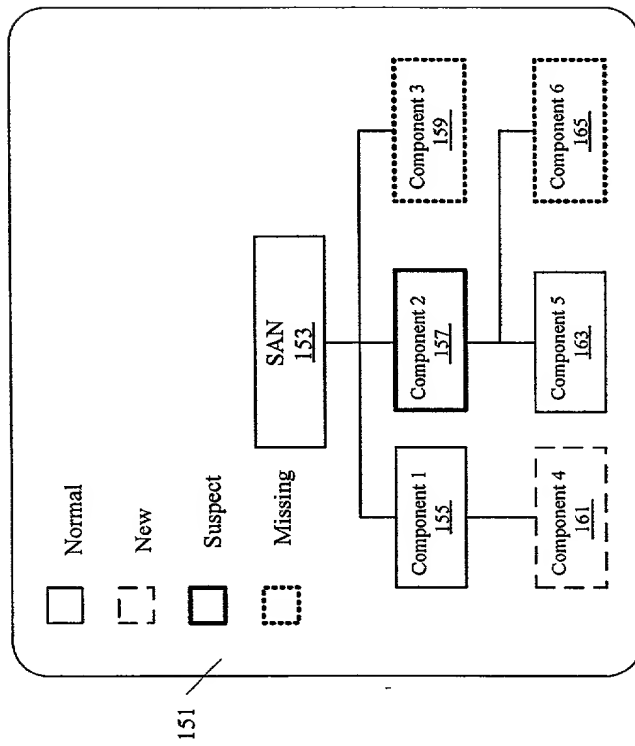 Normal
New
Suspect
Missing
SAN
153
Component 1
155
Component 2
157
Component 3
159
Component 4
161
Component 5
163
Component 6
165
151